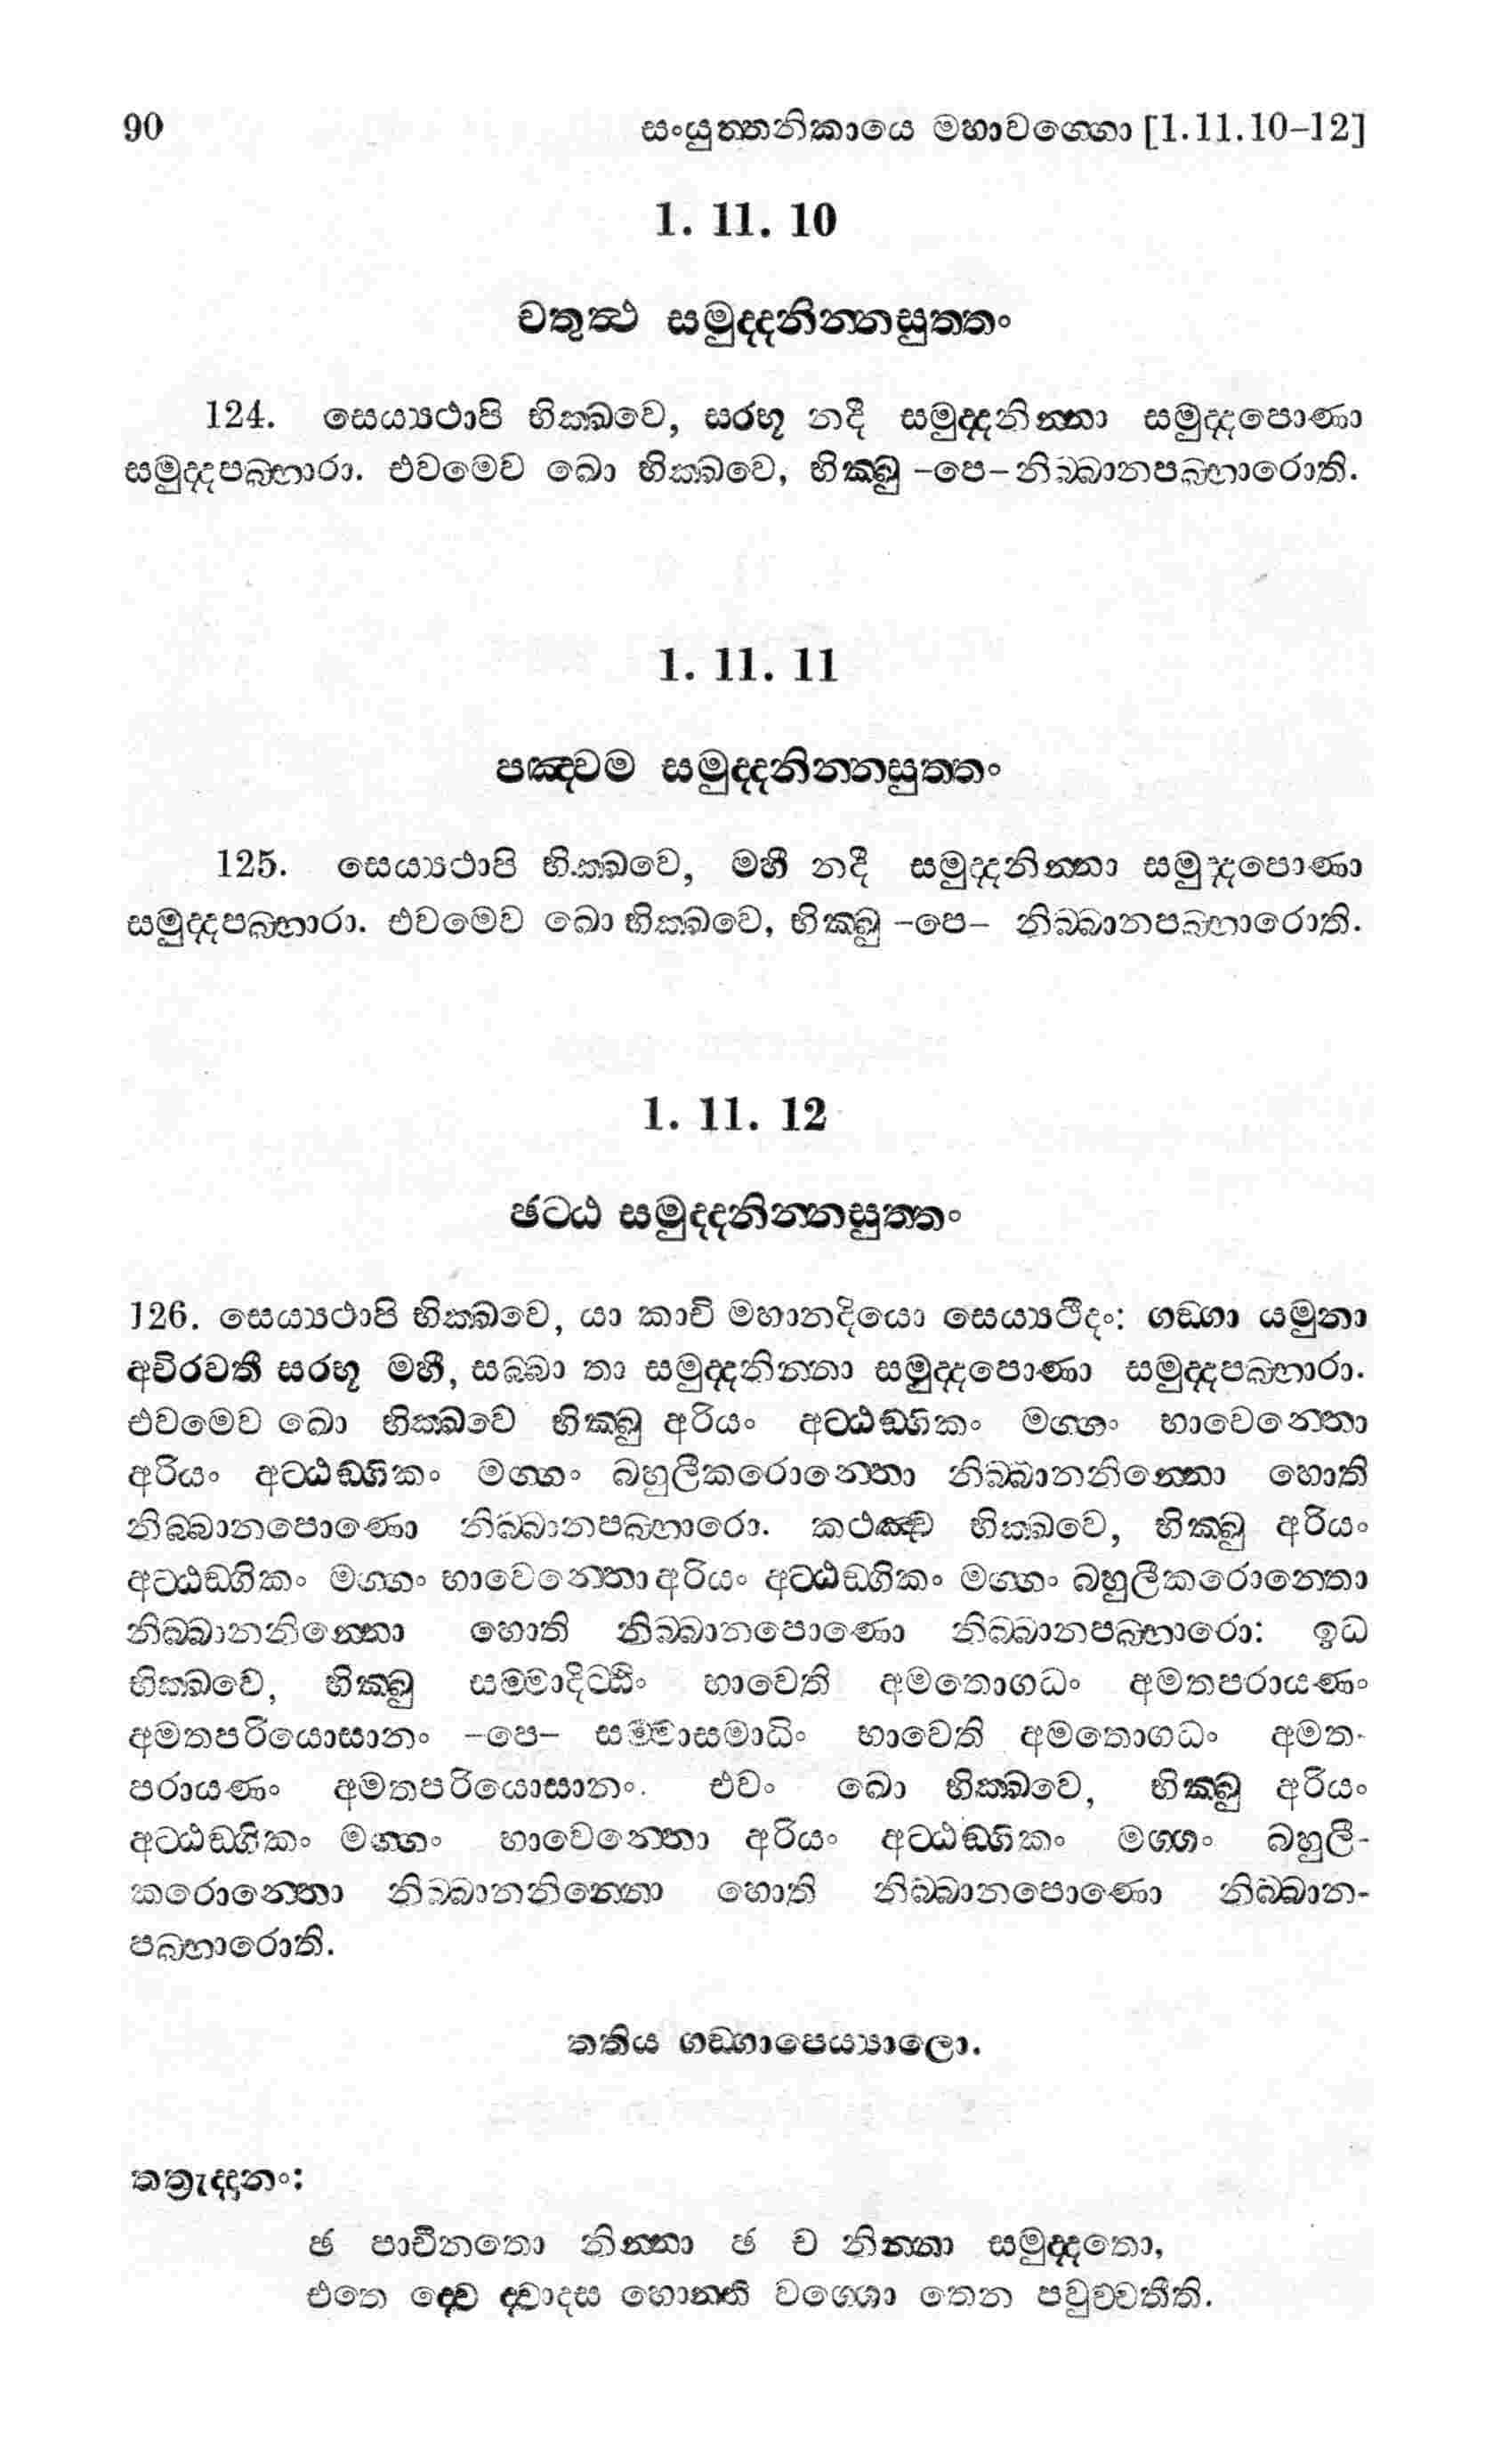 90 සංයුත්තනිකායෙ මහාවග්ගො [1.11.10–12]
1. 11. 10
චතුත්ථ සමුද්දනින්නසුත්තං
124. සෙය්‍යථාපි භික්ඛවෙ, සරභූ නදී සමුද්දනින්නා සමුද්දපොණා
සමුද්දපබ්භාරා. එවමෙව ඛො භික්ඛවෙ, භික්ඛු –පෙ– නිබ්බානපබ්භාරොති.
1. 11. 11
පඤ්චම සමුද්දනින්නසුත්තං
125. සෙය්‍යථාපි භික්ඛවෙ, මහී නදී සමුද්දනින්නා සමුද්දපොණා
සමුද්දපබ්භාරා. එවමෙව ඛො භික්ඛවෙ, භික්ඛු –පෙ– නිබ්බානපබ්භාරොති.
1. 11. 12
ඡට්ඨ සමුද්දනින්නසුත්තං
126. සෙය්‍යථාපි භික්ඛවෙ, යා කාචි මහානදියො සෙය්‍යථීදං: ගඞ්ගා යමුනා
අචිරවතී සරභූ මහී, සබ්බා තා සමුද්දනින්නා සමුද්දපොණා සමුද්දපබ්භාරා.
එවමෙව ඛො භික්ඛවෙ භික්ඛු අරියං අට්ඨඞ්ගිකං මග්ගං භාවෙන්තො
අරියං අට්ඨඞ්ගිකං මග්ගං බහුලීකරොන්තො නිබ්බානනින්නො හොති
නිබ්බානපොණො නිබ්බානපබ්භාරො. කථඤ්ච භික්ඛවෙ, භික්ඛු අරියං
අට්ඨඞ්ගිකං මග්ගං භාවෙන්තො අරියං අට්ඨඞ්ගිකං මග්ගං බහුලීකරොන්තො
නිබ්බානනින්නො හොති නිබ්බානපොණො නිබ්බානපබ්භාරො: ඉධ
භික්ඛවෙ, භික්ඛු සම්මාදිට්ඨිං භාවෙති අමතොගධං අමතපරායණං
අමතපරියොසානං –පෙ– සම්මාසමාධිං භාවෙති අමතොගධං අමත-
පරායණං අමතපරියොසානං. එවං ඛො භික්ඛවෙ, භික්ඛු අරියං
අට්ඨඞ්ගිකං මග්ගං භාවෙන්තො අරියං අට්ඨඞ්ගිකං මග්ගං බහුලී-
කරොන්තො නිබ්බානනින්නො හොති නිබ්බානපොණො නිබ්බාන-
පබ්භාරොති.
තතිය ගඞ්ගාපෙය්‍යාලො.
තත්‍රැද්දානං:
ඡ පාචීනතො නින්නා ඡ ච නින්නා සමුද්දතො,
එතෙ ද්වෙ ද්වාදස හොන්ති වග්ගො තෙන පවුච්චතීති.